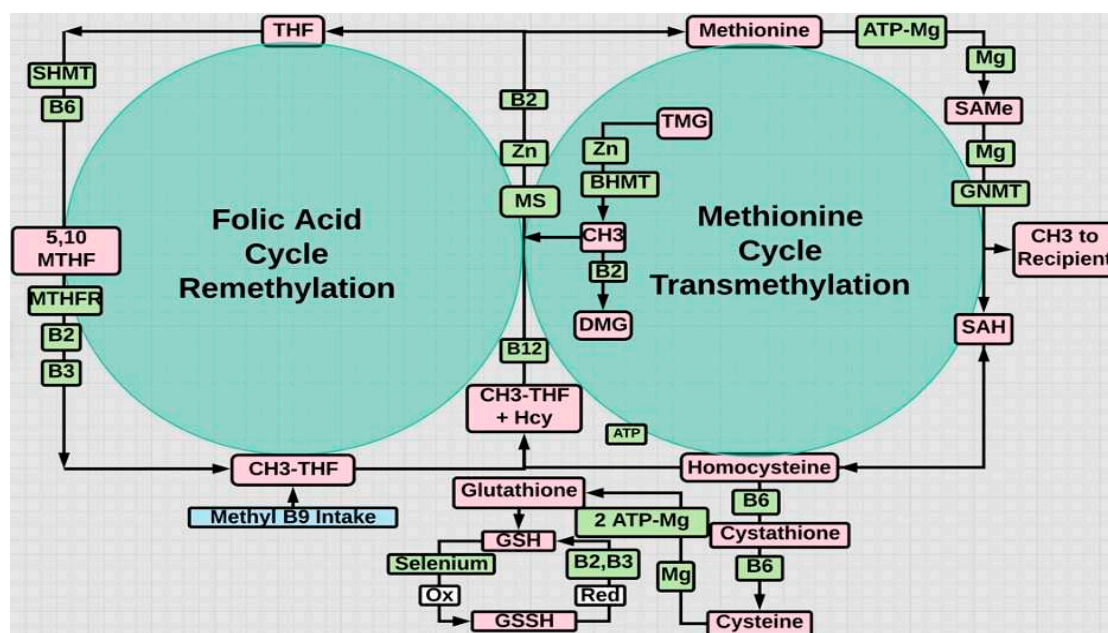 THF
Methionine
ATP-Mg
Mg
SHMT
B6
B2
TMG
SAMe
Zn
Zn
Mg
BHMT
MS
GNMT
Folic Acid
Cycle
Remethylation
Methionine
Cycle
Transmethylation
5,10
MTHF
CH3
CH3 to
Recipient
B2
MTHFR
B2
B3
DMG
SAH
B12
CH3-THF
+ Hcy
ATP
CH3-THF
Homocysteine
Methyl B9 Intake
Glutathione
B6
2 ATP-Mg
Cystathione
GSH
Selenium
B2,B3
Mg
B6
Ox
Red
GSSH
Cysteine